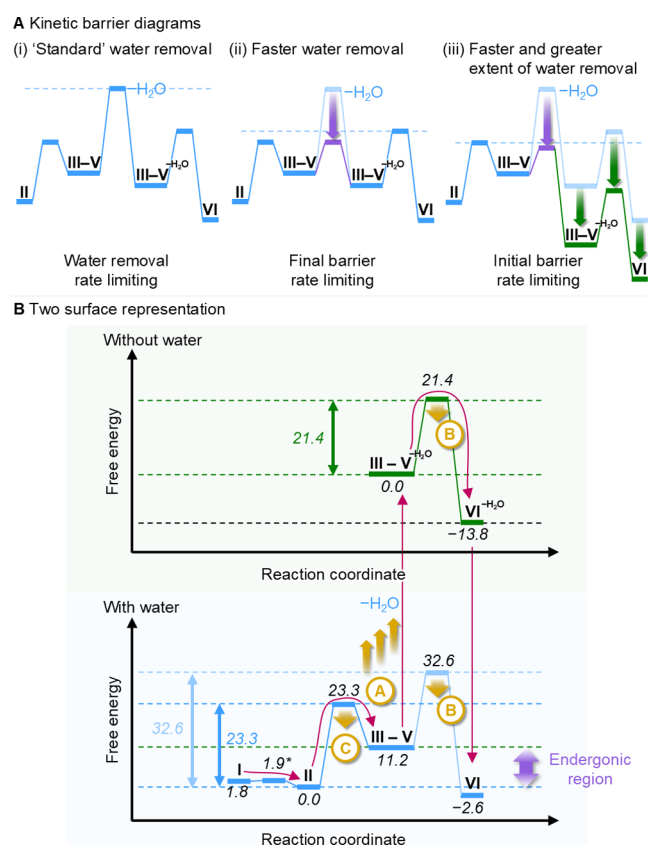 A Kinetic barrier diagrams
(i) ‘Standard’ water removal
(ii) Faster water removal
(iii) Faster and greater
extent of water removal
−H₂O
II
III–V
III–V−H₂O
VI
−H₂O
II
III–V
III–V−H₂O
VI
−H₂O
II
III–V
III–V−H₂O
VI
Water removal
rate limiting
Final barrier
rate limiting
Initial barrier
rate limiting
B Two surface representation
Without water
Free energy
21.4
21.4
B
III – V−H₂O
0.0
VI−H₂O
−13.8
Reaction coordinate
With water
−H₂O
Free energy
32.6
23.3
A
B
32.6
23.3
C
III – V
11.2
I
1.9*
II
1.8
0.0
VI
−2.6
Endergonic
region
Reaction coordinate